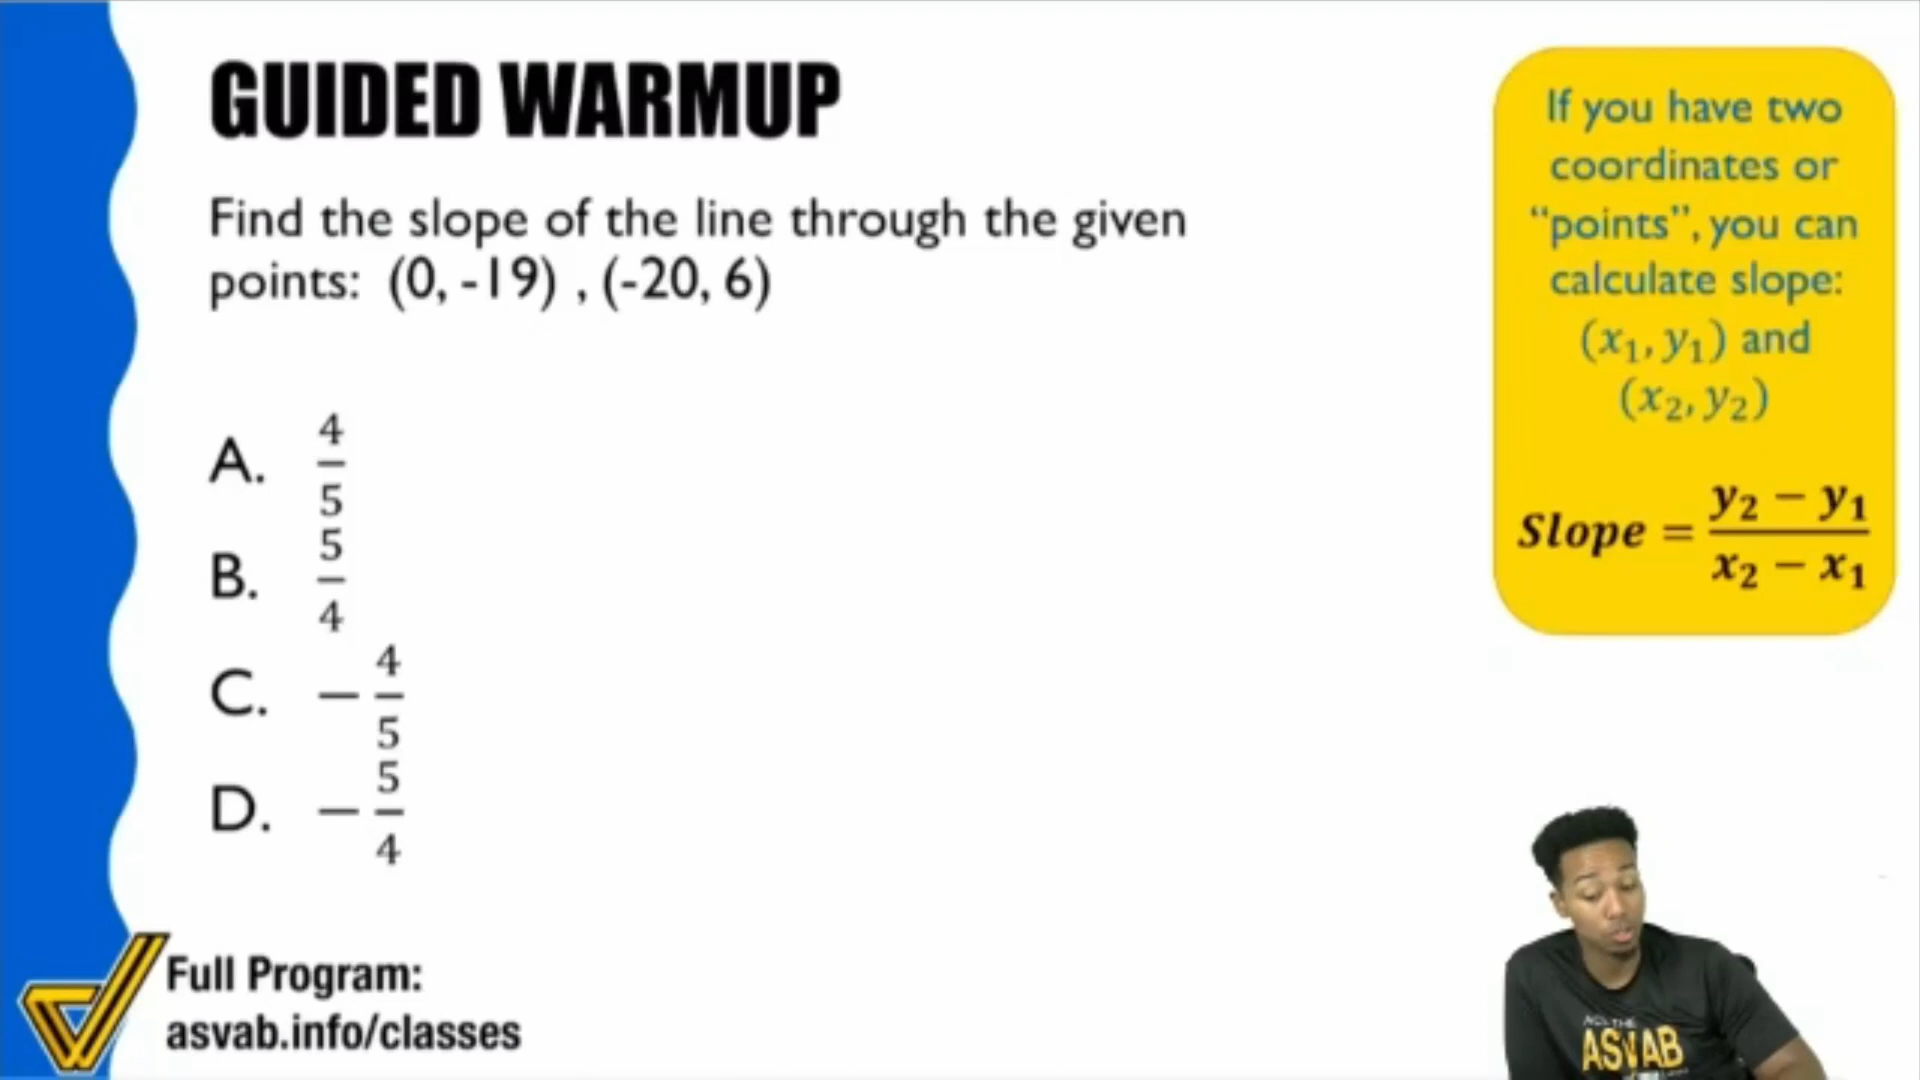 GUIDED WARMUP
Find the slope of the line through the given
points: (0, -19) , (-20, 6)
A. 4/5
B. 5/4
C. − 4/5
D. − 5/4
If you have two
coordinates or
“points”, you can
calculate slope:
(x₁, y₁) and
(x₂, y₂)
Slope = (y₂ − y₁)/(x₂ − x₁)
Full Program:
asvab.info/classes
ASVAB